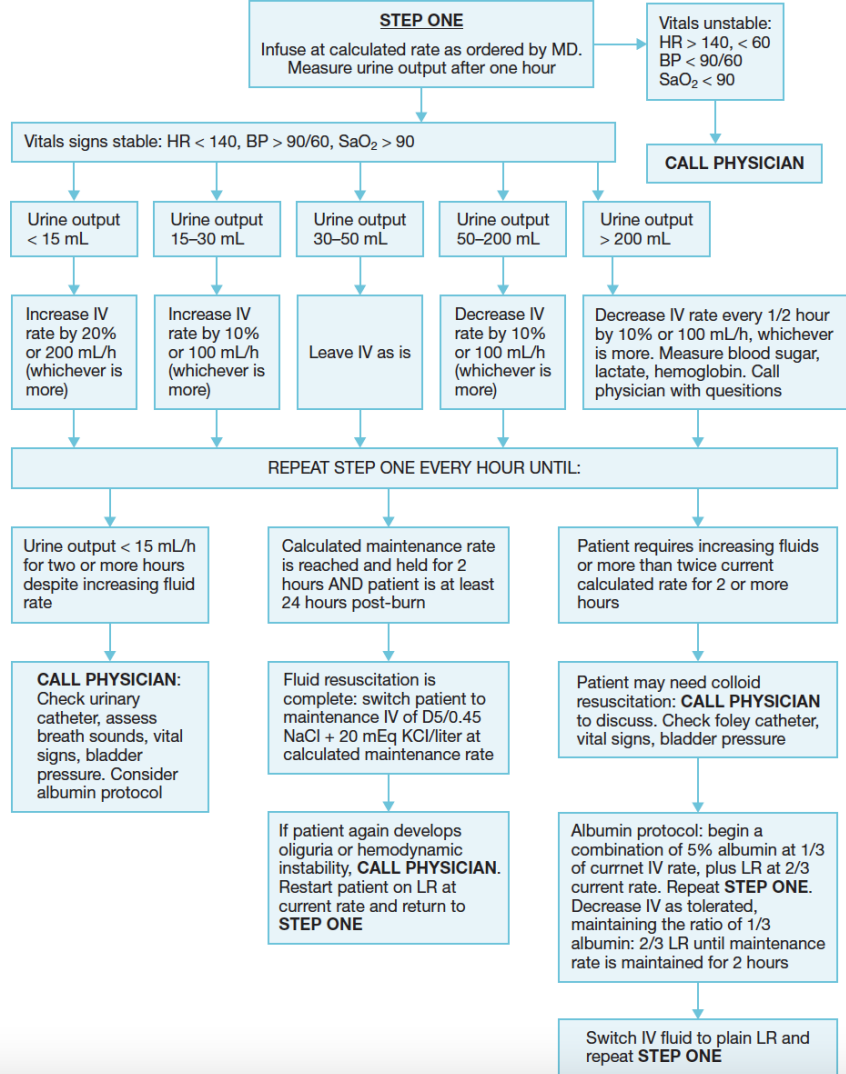 STEP ONE
Infuse at calculated rate as ordered by MD.
Measure urine output after one hour
Vitals unstable:
HR > 140, < 60
BP < 90/60
SaO₂ < 90
CALL PHYSICIAN
Vitals signs stable: HR < 140, BP > 90/60, SaO₂ > 90
Urine output
< 15 mL
Urine output
15–30 mL
Urine output
30–50 mL
Urine output
50–200 mL
Urine output
> 200 mL
Increase IV
rate by 20%
or 200 mL/h
(whichever is
more)
Increase IV
rate by 10%
or 100 mL/h
(whichever is
more)
Leave IV as is
Decrease IV
rate by 10%
or 100 mL/h
(whichever is
more)
Decrease IV rate every 1/2 hour
by 10% or 100 mL/h, whichever
is more. Measure blood sugar,
lactate, hemoglobin. Call
physician with quesitions
REPEAT STEP ONE EVERY HOUR UNTIL:
Urine output < 15 mL/h
for two or more hours
despite increasing fluid
rate
CALL PHYSICIAN:
Check urinary
catheter, assess
breath sounds, vital
signs, bladder
pressure. Consider
albumin protocol
Calculated maintenance rate
is reached and held for 2
hours AND patient is at least
24 hours post-burn
Fluid resuscitation is
complete: switch patient to
maintenance IV of D5/0.45
NaCl + 20 mEq KCl/liter at
calculated maintenance rate
If patient again develops
oliguria or hemodynamic
instability, CALL PHYSICIAN.
Restart patient on LR at
current rate and return to
STEP ONE
Patient requires increasing fluids
or more than twice current
calculated rate for 2 or more
hours
Patient may need colloid
resuscitation: CALL PHYSICIAN
to discuss. Check foley catheter,
vital signs, bladder pressure
Albumin protocol: begin a
combination of 5% albumin at 1/3
of currnet IV rate, plus LR at 2/3
current rate. Repeat STEP ONE.
Decrease IV as tolerated,
maintaining the ratio of 1/3
albumin: 2/3 LR until maintenance
rate is maintained for 2 hours
Switch IV fluid to plain LR and
repeat STEP ONE